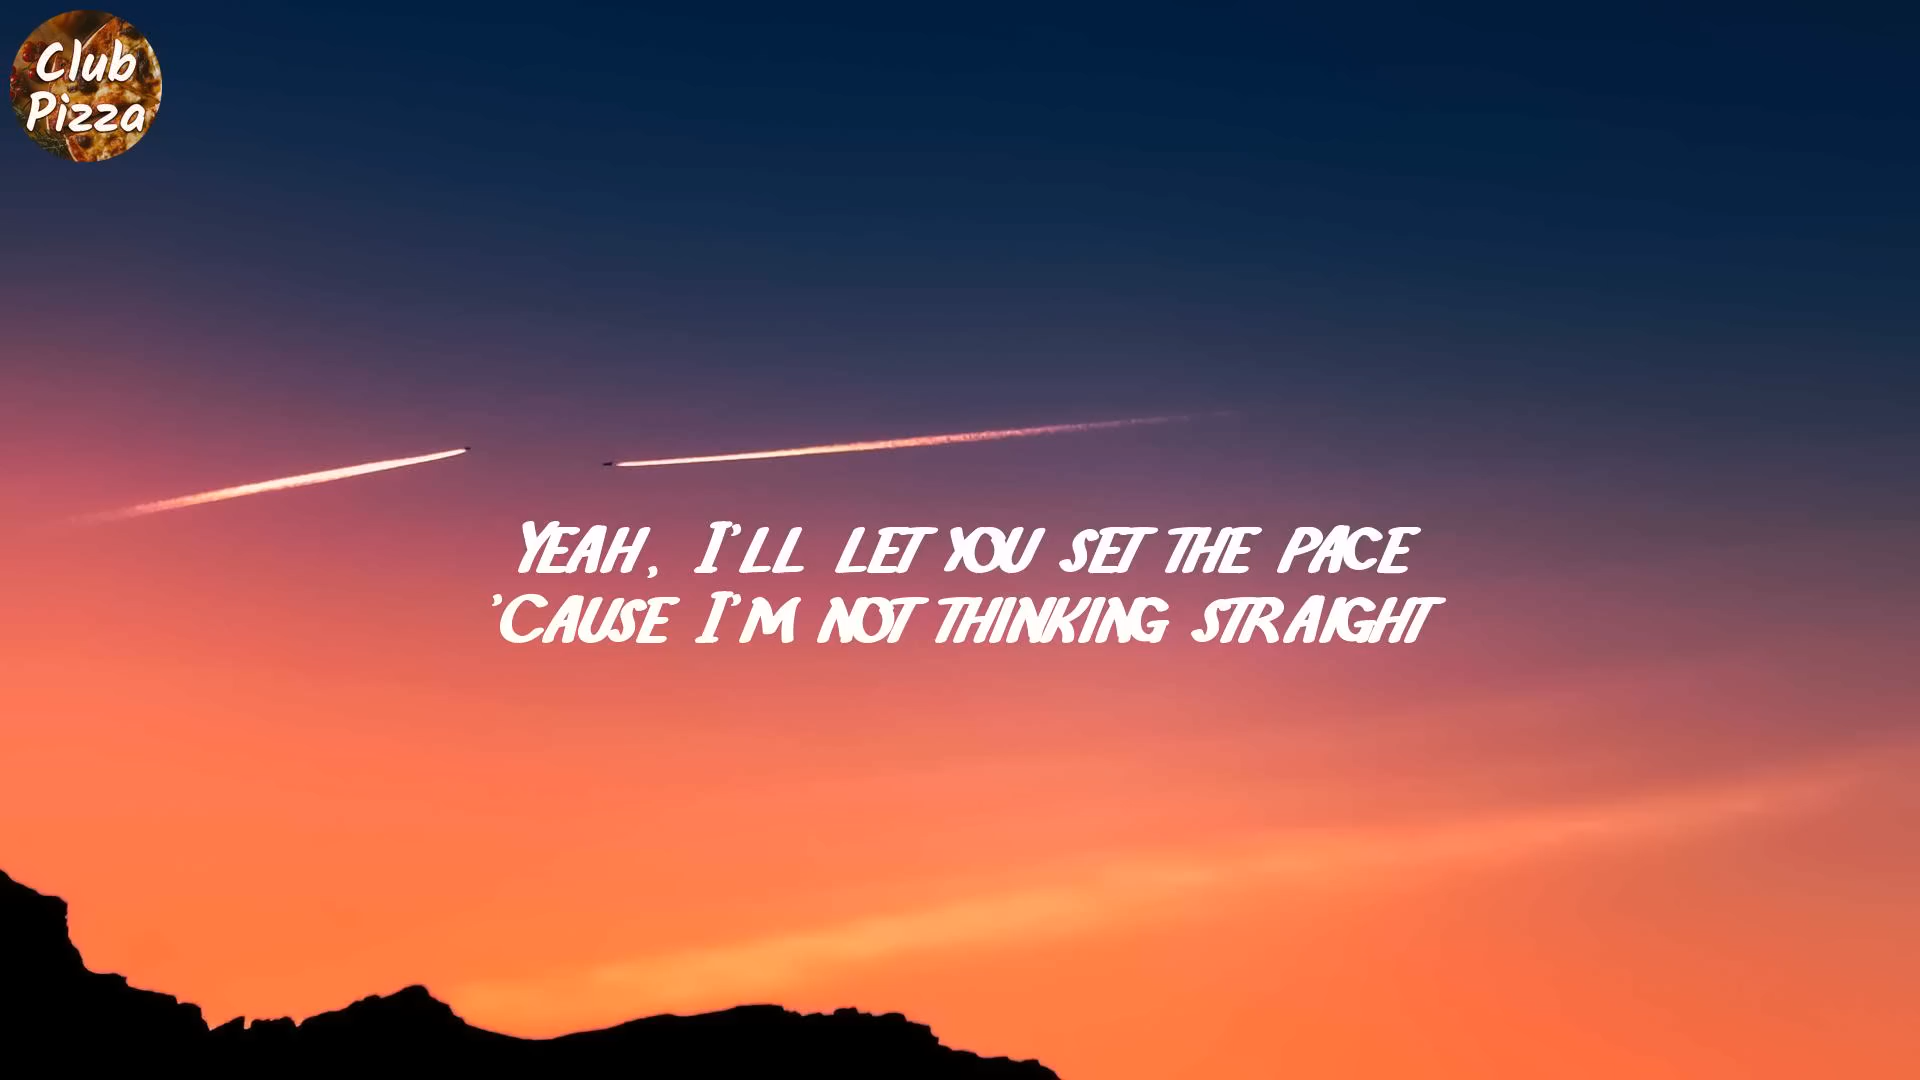 Club
Pizza
YEAH, I'LL LET YOU SET THE PACE
'CAUSE I'M NOT THINKING STRAIGHT